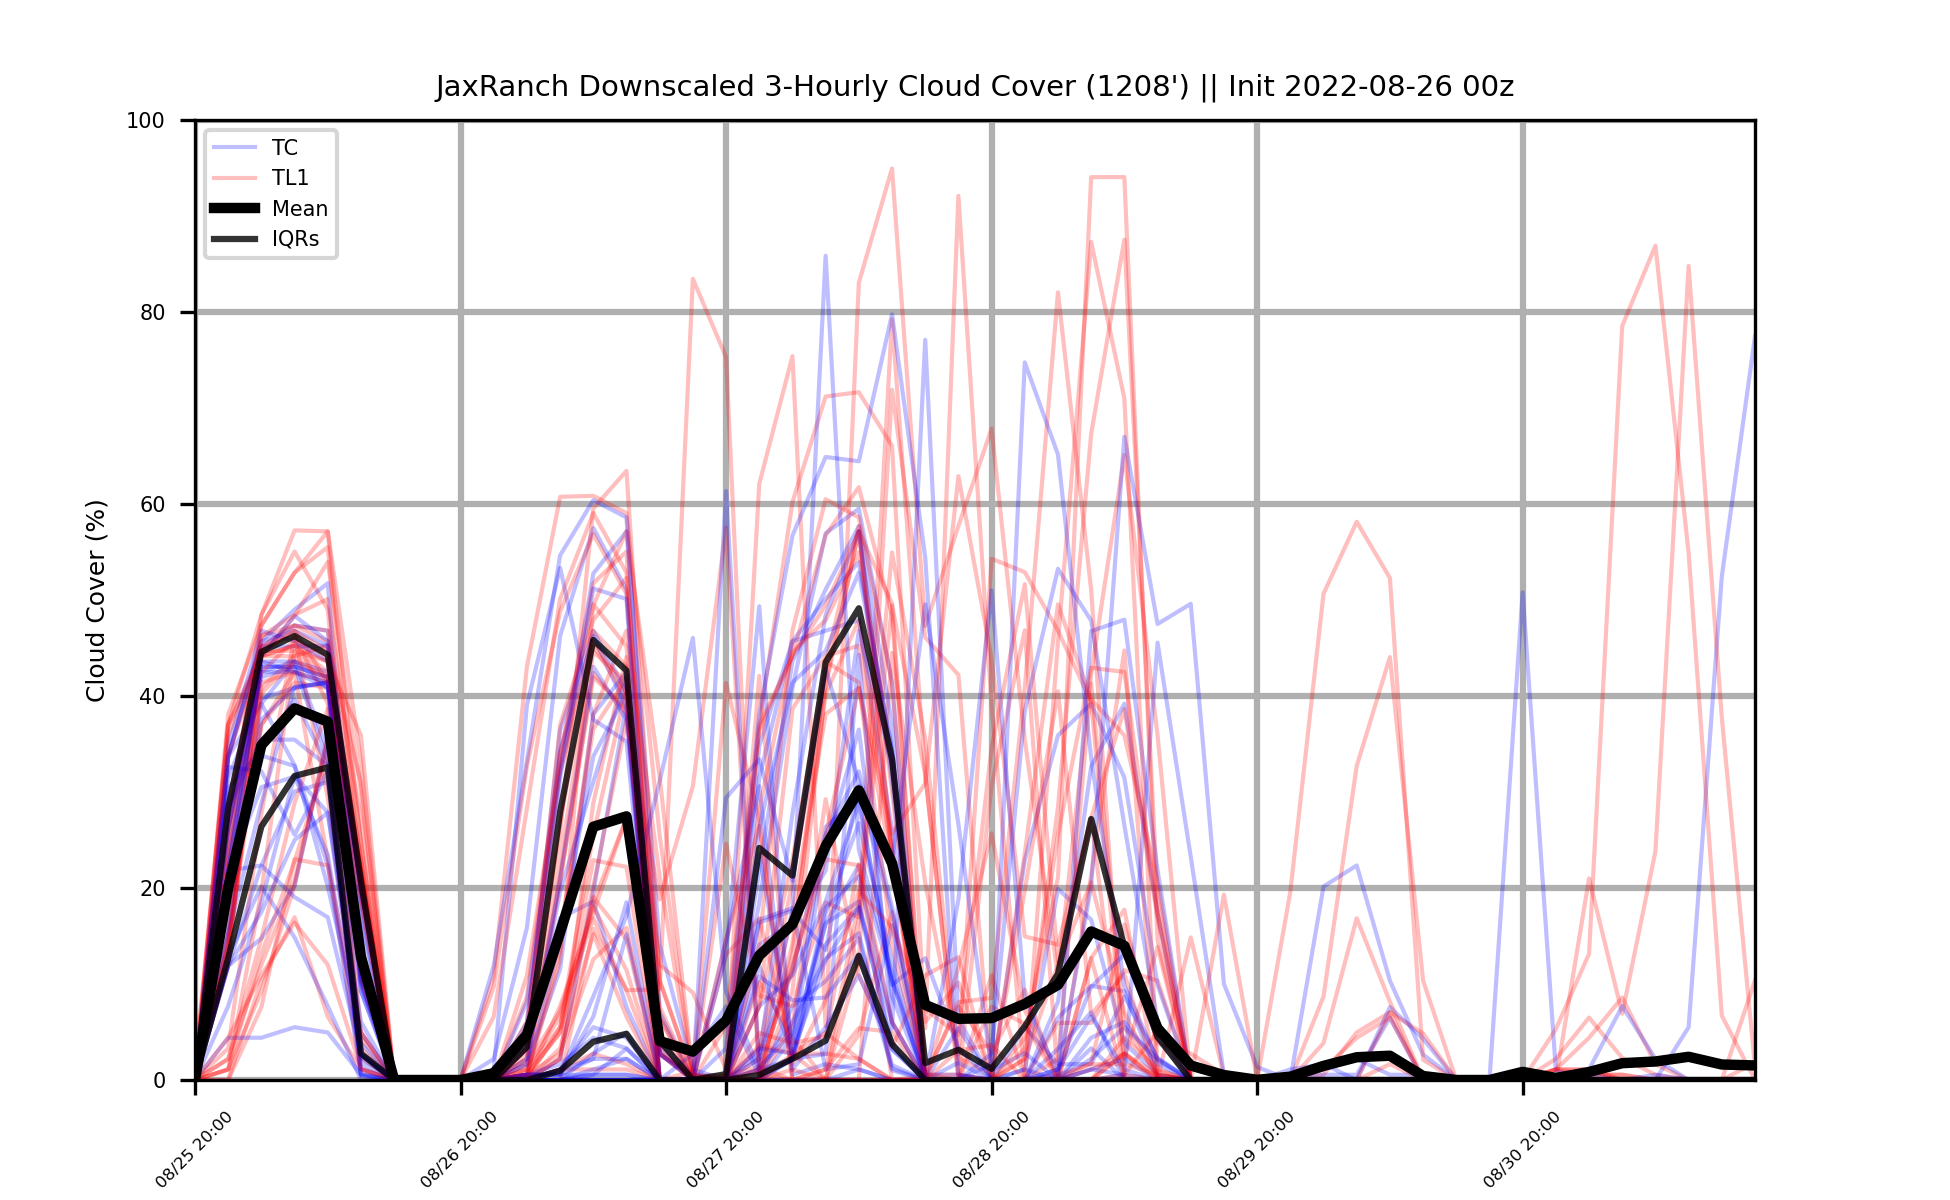 JaxRanch Downscaled 3-Hourly Cloud Cover (1208') || Init 2022-08-26 00z
100
80
60
40
20
0
Cloud Cover (%)
TC
TL1
Mean
IQRs
08/25 20:00
08/26 20:00
08/27 20:00
08/28 20:00
08/29 20:00
08/30 20:00